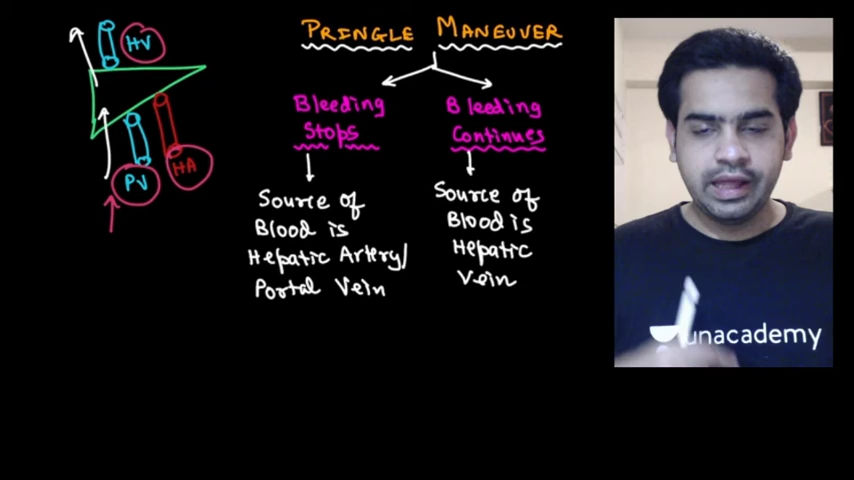 PRINGLE MANEUVER
HV
PV
HA
Bleeding
Stops
Source of
Blood is
Hepatic Artery/
Portal Vein
Bleeding
Continues
Source of
Blood is
Hepatic
Vein
unacademy